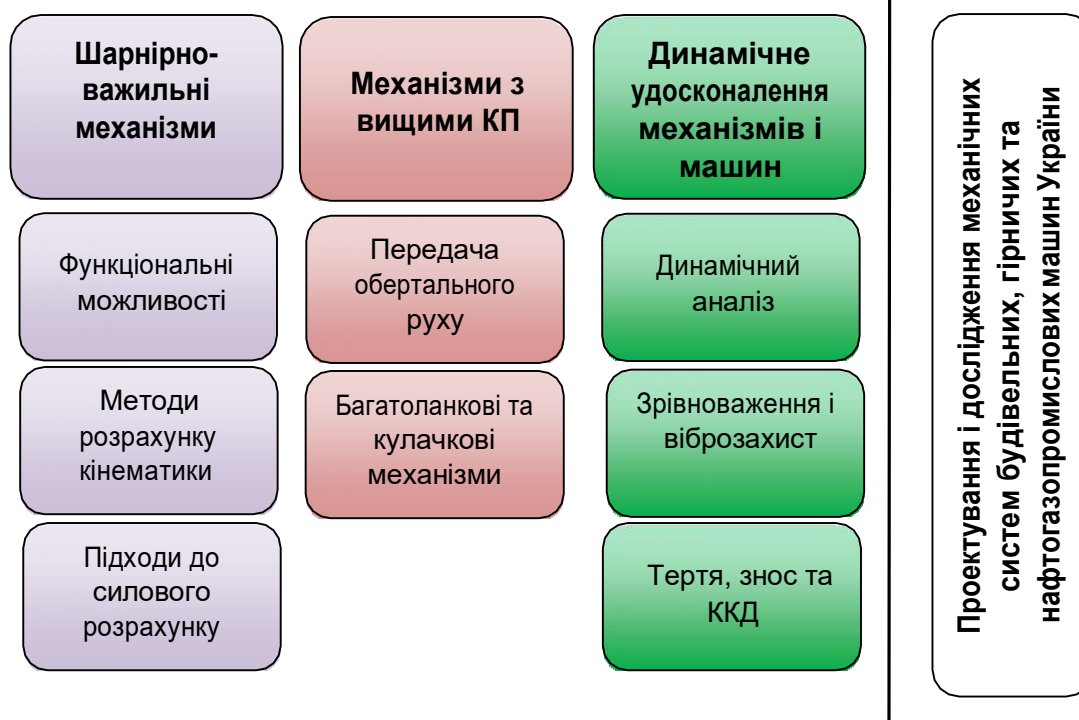 Шарнірно-
важильні
механізми
Функціональні
можливості
Методи
розрахунку
кінематики
Підходи до
силового
розрахунку
Механізми з
вищими КП
Передача
обертального
руху
Багатоланкові та
кулачкові
механізми
Динамічне
удосконалення
механізмів і
машин
Динамічний
аналіз
Зрівноваження і
віброзахист
Тертя, знос та
ККД
Проектування і дослідження механічних
систем будівельних, гірничих та
нафтогазопромислових машин України